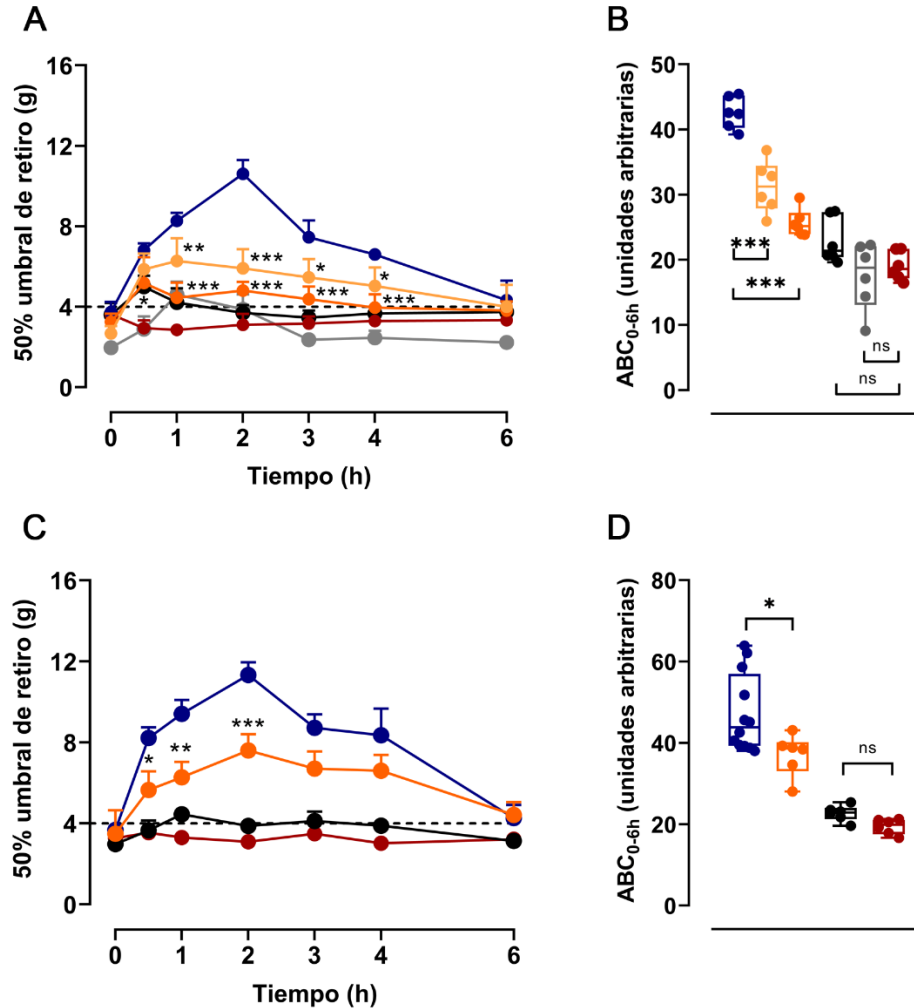 A
50% umbral de retiro (g)
16
12
8
4
0
** *** * *
* *** *** *** ***
0 1 2 3 4 6
Tiempo (h)
B
ABC0-6h (unidades arbitrarias)
50
40
30
20
10
0
***
***
ns
ns
C
50% umbral de retiro (g)
16
12
8
4
0
* ** ***
0 1 2 3 4 6
Tiempo (h)
D
ABC0-6h (unidades arbitrarias)
80
60
40
20
0
*
ns